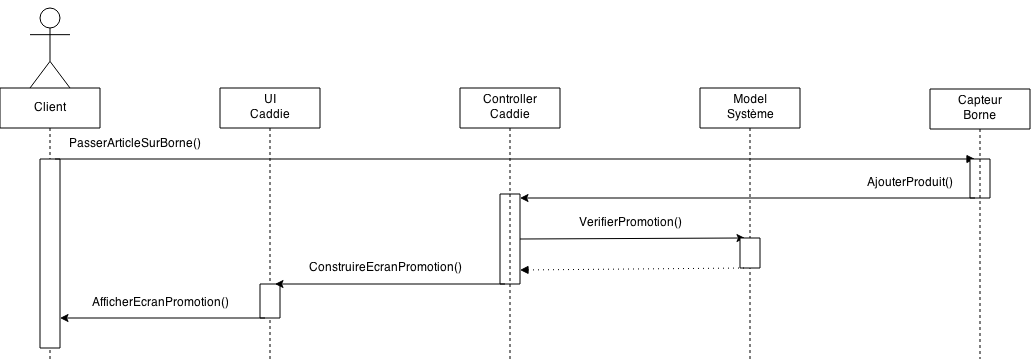 Client
UI
Caddie
Controller
Caddie
Model
Système
Capteur
Borne
PasserArticleSurBorne()
AjouterProduit()
VerifierPromotion()
ConstruireEcranPromotion()
AfficherEcranPromotion()